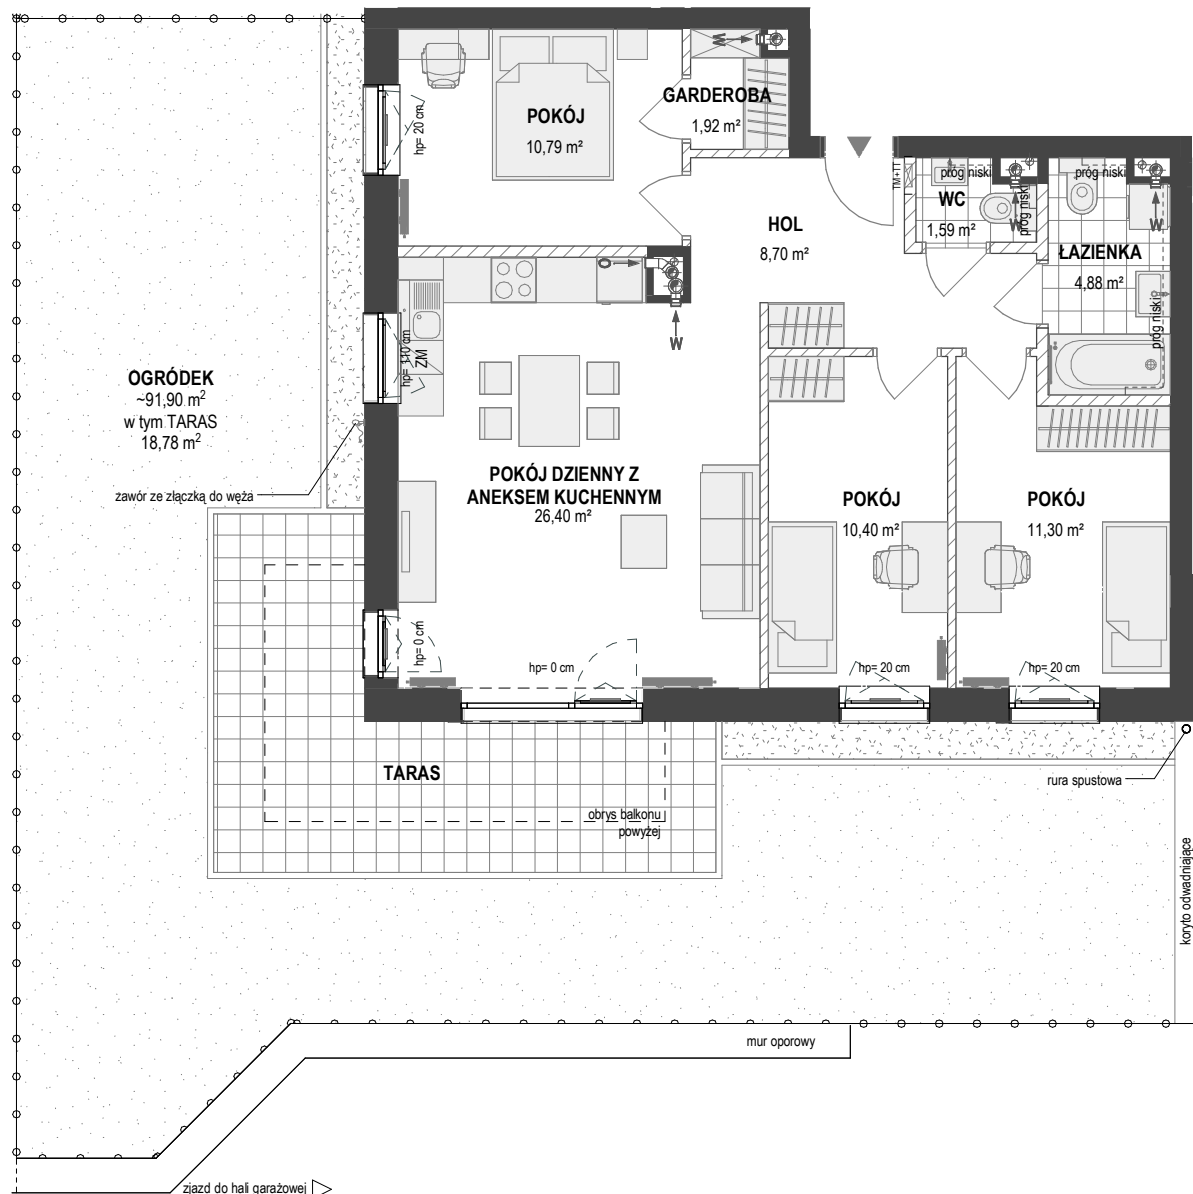 POKÓJ
10,79 m²
GARDEROBA
1,92 m²
W
hp= 20 cm
HOL
8,70 m²
TM+TT
próg niski
WC
1,59 m²
próg niski
W
próg niski
W
ŁAZIENKA
4,88 m²
próg niski
W
hp= 110 cm
ZM
OGRÓDEK
~91,90 m²
w tym TARAS
18,78 m²
zawór ze złączką do węża
POKÓJ DZIENNY Z
ANEKSEM KUCHENNYM
26,40 m²
POKÓJ
10,40 m²
POKÓJ
11,30 m²
hp= 0 cm
hp= 0 cm
hp= 20 cm
hp= 20 cm
TARAS
obrys balkonu
powyżej
rura spustowa
koryto odwadniające
mur oporowy
zjazd do hali garażowej